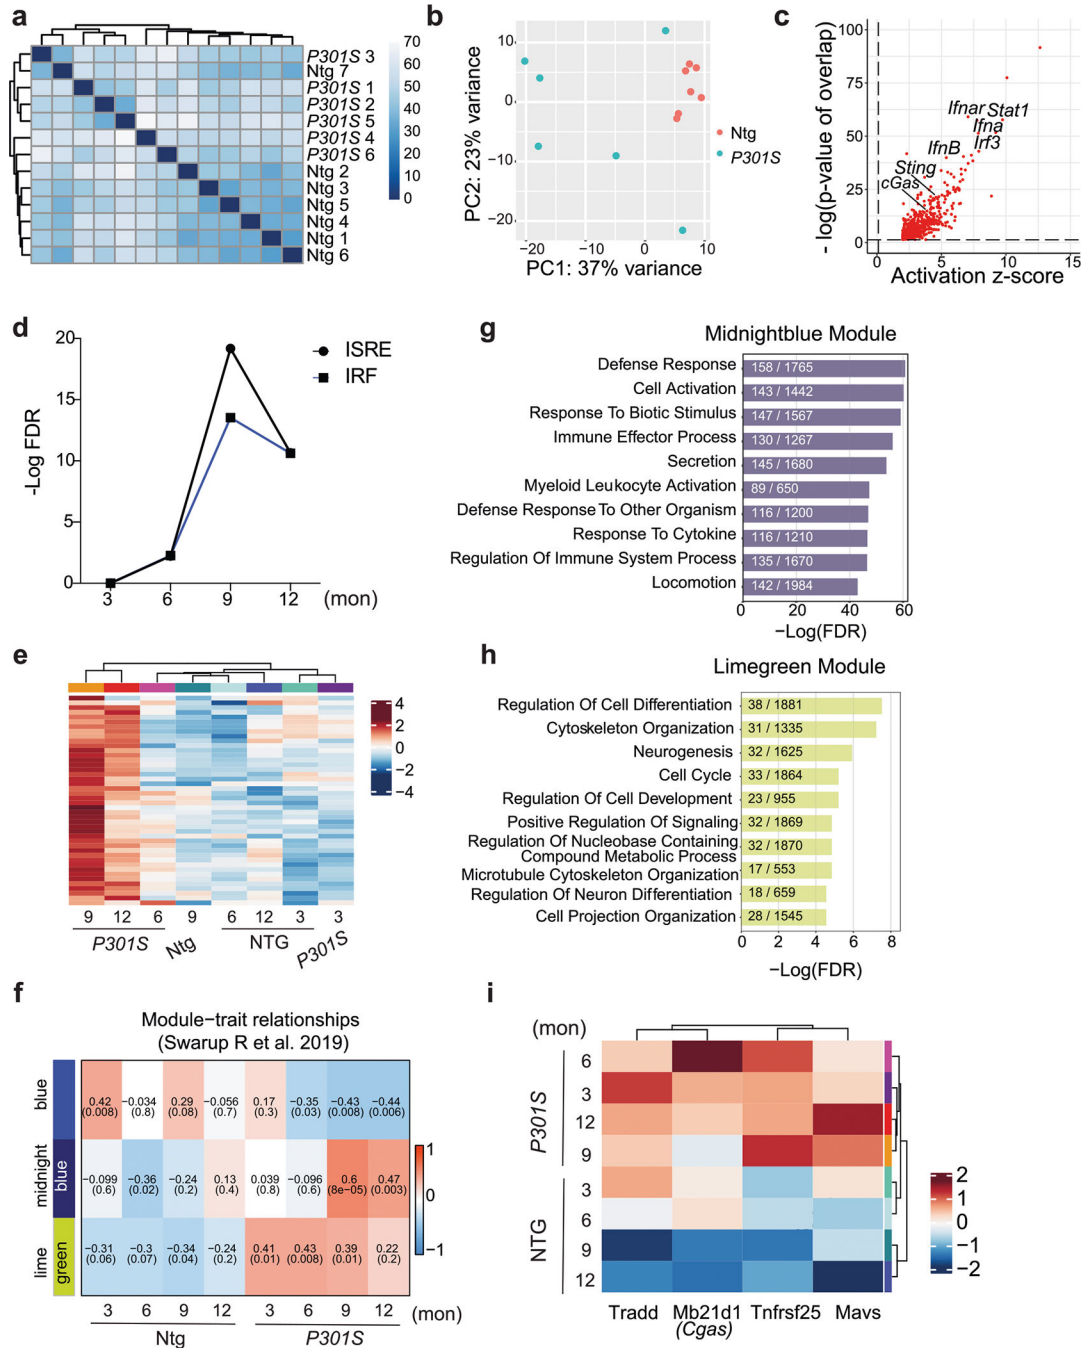 a
70
60
50
40
30
20
10
0
P301S 3
Ntg 7
P301S 1
P301S 2
P301S 5
P301S 4
P301S 6
Ntg 2
Ntg 3
Ntg 5
Ntg 4
Ntg 1
Ntg 6
b
PC2: 23% variance
10
0
−10
−20
−20
−10
0
10
PC1: 37% variance
Ntg
P301S
c
- log(p-value of overlap)
100
75
50
25
0
Ifnar
Stat1
Ifna
Irf3
IfnB
Sting
cGas
0
5
10
15
Activation z-score
d
-Log FDR
20
15
10
5
0
ISRE
IRF
3
6
9
12
(mon)
e
4
2
0
−2
−4
9
12
6
9
6
12
3
3
P301S
Ntg
NTG
P301S
f
Module−trait relationships
(Swarup R et al. 2019)
blue
0.42
(0.008)
−0.034
(0.8)
0.29
(0.08)
−0.056
(0.7)
0.17
(0.3)
−0.35
(0.03)
−0.43
(0.008)
−0.44
(0.006)
midnight
blue
−0.099
(0.6)
−0.36
(0.02)
−0.24
(0.2)
0.13
(0.4)
0.039
(0.8)
−0.096
(0.6)
0.6
(8e−05)
0.47
(0.003)
lime
green
−0.31
(0.06)
−0.3
(0.07)
−0.34
(0.04)
−0.24
(0.2)
0.41
(0.01)
0.43
(0.008)
0.39
(0.01)
0.22
(0.2)
1
0
−1
3
6
9
12
3
6
9
12
(mon)
Ntg
P301S
g
Midnightblue Module
Defense Response
158 / 1765
Cell Activation
143 / 1442
Response To Biotic Stimulus
147 / 1567
Immune Effector Process
130 / 1267
Secretion
145 / 1680
Myeloid Leukocyte Activation
89 / 650
Defense Response To Other Organism
116 / 1200
Response To Cytokine
116 / 1210
Regulation Of Immune System Process
135 / 1670
Locomotion
142 / 1984
0
20
40
60
−Log(FDR)
h
Limegreen Module
Regulation Of Cell Differentiation
38 / 1881
Cytoskeleton Organization
31 / 1335
Neurogenesis
32 / 1625
Cell Cycle
33 / 1864
Regulation Of Cell Development
23 / 955
Positive Regulation Of Signaling
32 / 1869
Regulation Of Nucleobase Containing
Compound Metabolic Process
32 / 1870
Microtubule Cytoskeleton Organization
17 / 553
Regulation Of Neuron Differentiation
18 / 659
Cell Projection Organization
28 / 1545
0
2
4
6
8
−Log(FDR)
i
(mon)
P301S
6
3
12
9
NTG
3
6
9
12
Tradd
Mb21d1
(Cgas)
Tnfrsf25
Mavs
2
1
0
−1
−2